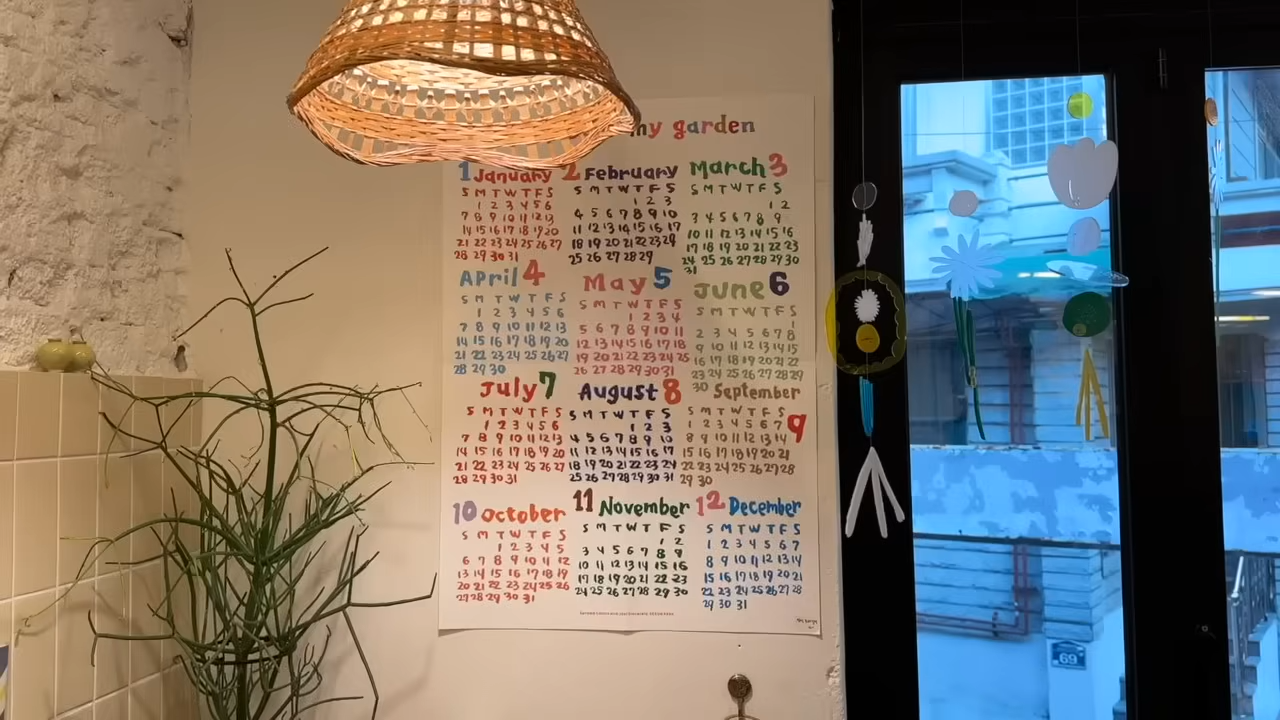 my garden
1 January 2 February March 3
S M T W T F S S M T W T F S S M T W T F S
1 2 3 4 5 6 1 2 3 1 2
7 8 9 10 11 12 13 4 5 6 7 8 9 10 3 4 5 6 7 8 9
14 15 16 17 18 19 20 11 12 13 14 15 16 17 10 11 12 13 14 15 16
21 22 23 24 25 26 27 18 19 20 21 22 23 24 17 18 19 20 21 22 23
28 29 30 31 25 26 27 28 29 24 25 26 27 28 29 30
31
April 4 May 5 June 6
S M T W T F S S M T W T F S S M T W T F S
1 2 3 4 5 6 1 2 3 4 1
7 8 9 10 11 12 13 5 6 7 8 9 10 11 2 3 4 5 6 7 8
14 15 16 17 18 19 20 12 13 14 15 16 17 18 9 10 11 12 13 14 15
21 22 23 24 25 26 27 19 20 21 22 23 24 25 16 17 18 19 20 21 22
28 29 30 26 27 28 29 30 31 23 24 25 26 27 28 29
30
July 7 August 8 September 9
S M T W T F S S M T W T F S S M T W T F S
1 2 3 4 5 6 1 2 3 1 2 3 4 5 6 7
7 8 9 10 11 12 13 4 5 6 7 8 9 10 8 9 10 11 12 13 14
14 15 16 17 18 19 20 11 12 13 14 15 16 17 15 16 17 18 19 20 21
21 22 23 24 25 26 27 18 19 20 21 22 23 24 22 23 24 25 26 27 28
28 29 30 31 25 26 27 28 29 30 31 29 30
10 October 11 November 12 December
S M T W T F S S M T W T F S S M T W T F S
1 2 3 4 5 1 2 1 2 3 4 5 6 7
6 7 8 9 10 11 12 3 4 5 6 7 8 9 8 9 10 11 12 13 14
13 14 15 16 17 18 19 10 11 12 13 14 15 16 15 16 17 18 19 20 21
20 21 22 23 24 25 26 17 18 19 20 21 22 23 22 23 24 25 26 27 28
27 28 29 30 31 24 25 26 27 28 29 30 29 30 31
69